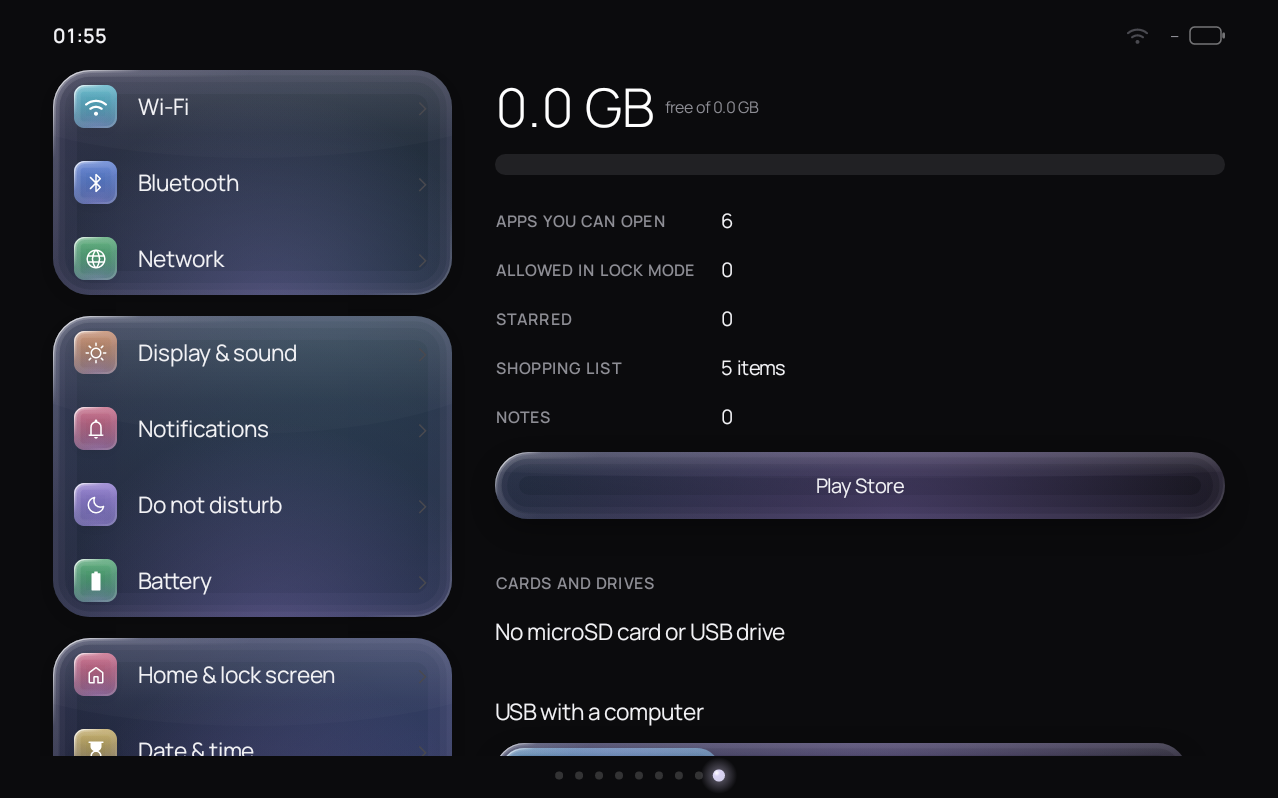 01:55
–
Wi-Fi
Bluetooth
Network
Display & sound
Notifications
Do not disturb
Battery
Home & lock screen
Date & time
0.0 GB free of 0.0 GB
APPS YOU CAN OPEN 6
ALLOWED IN LOCK MODE 0
STARRED 0
SHOPPING LIST 5 items
NOTES 0
Play Store
CARDS AND DRIVES
No microSD card or USB drive
USB with a computer